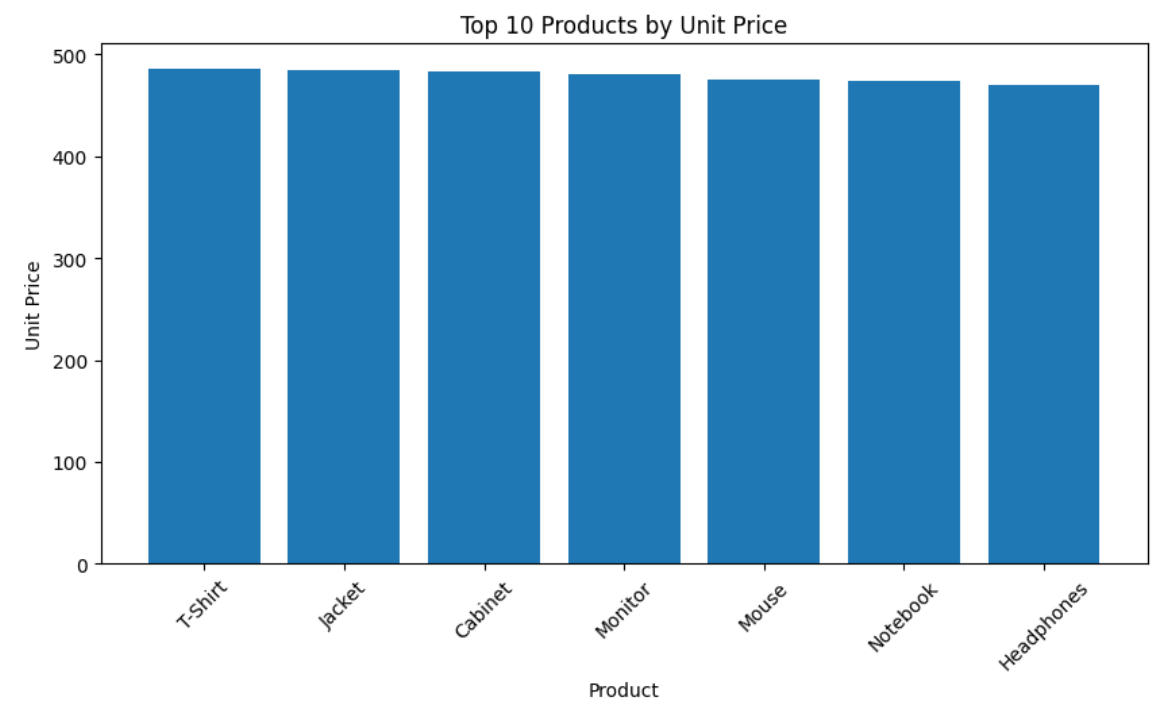 Top 10 Products by Unit Price
500
400
300
200
100
0
Unit Price
T-Shirt
Jacket
Cabinet
Monitor
Mouse
Notebook
Headphones
Product